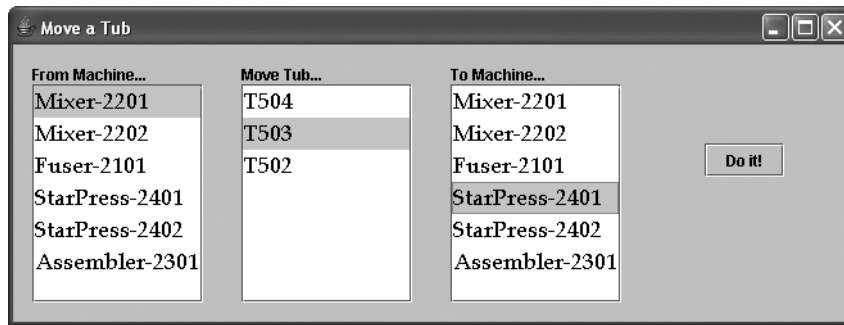 Move a Tub
From Machine...
Mixer-2201
Mixer-2202
Fuser-2101
StarPress-2401
StarPress-2402
Assembler-2301
Move Tub...
T504
T503
T502
To Machine...
Mixer-2201
Mixer-2202
Fuser-2101
StarPress-2401
StarPress-2402
Assembler-2301
Do it!